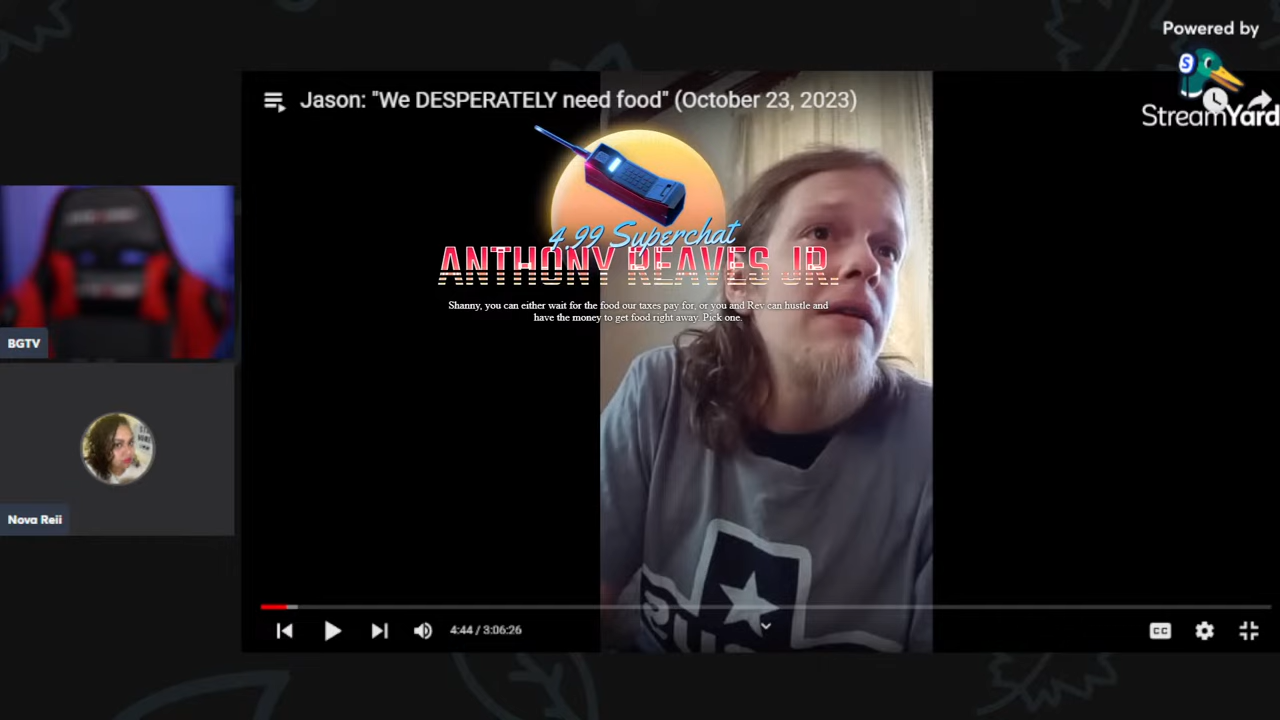 Powered by
StreamYard
Jason: "We DESPERATELY need food" (October 23, 2023)
4.99 Superchat
ANTHONY REAVES JR.
Shanny, you can either wait for the food our taxes pay for, or you and Rev can hustle and
have the money to get food right away. Pick one.
BGTV
Nova Reii
4:44 / 3:06:26
CC